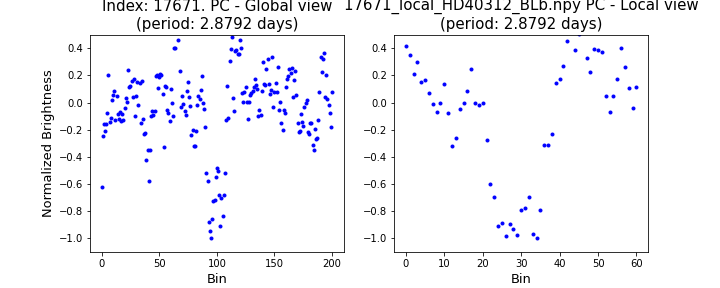 Index: 17671. PC - Global view
(period: 2.8792 days)
17671_local_HD40312_BLb.npy PC - Local view
(period: 2.8792 days)
Normalized Brightness
0.4
0.2
0.0
−0.2
−0.4
−0.6
−0.8
−1.0
0 50 100 150 200
Bin
0.4
0.2
0.0
−0.2
−0.4
−0.6
−0.8
−1.0
0 10 20 30 40 50 60
Bin